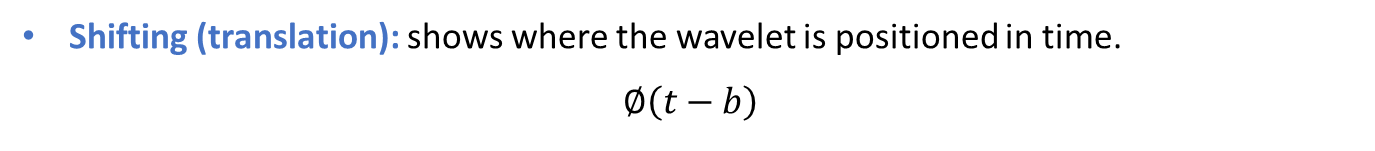 • Shifting (translation): shows where the wavelet is positioned in time.
∅(t − b)